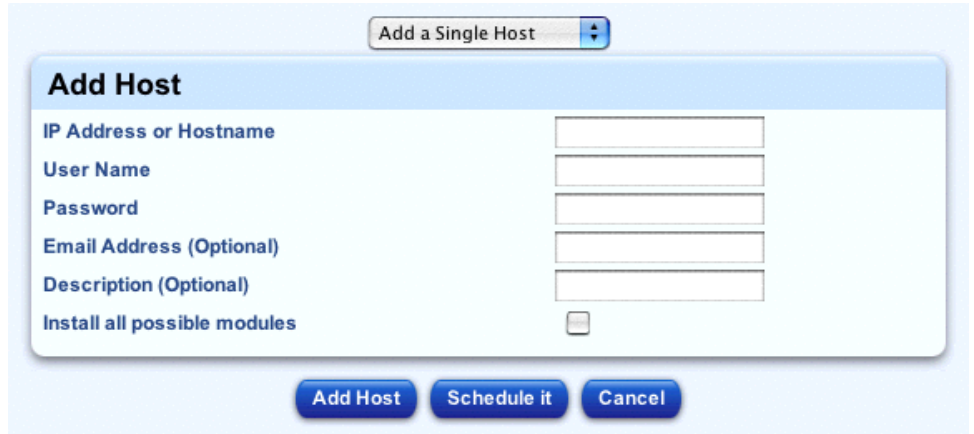 Add a Single Host
Add Host
IP Address or Hostname
User Name
Password
Email Address (Optional)
Description (Optional)
Install all possible modules
Add Host Schedule it Cancel